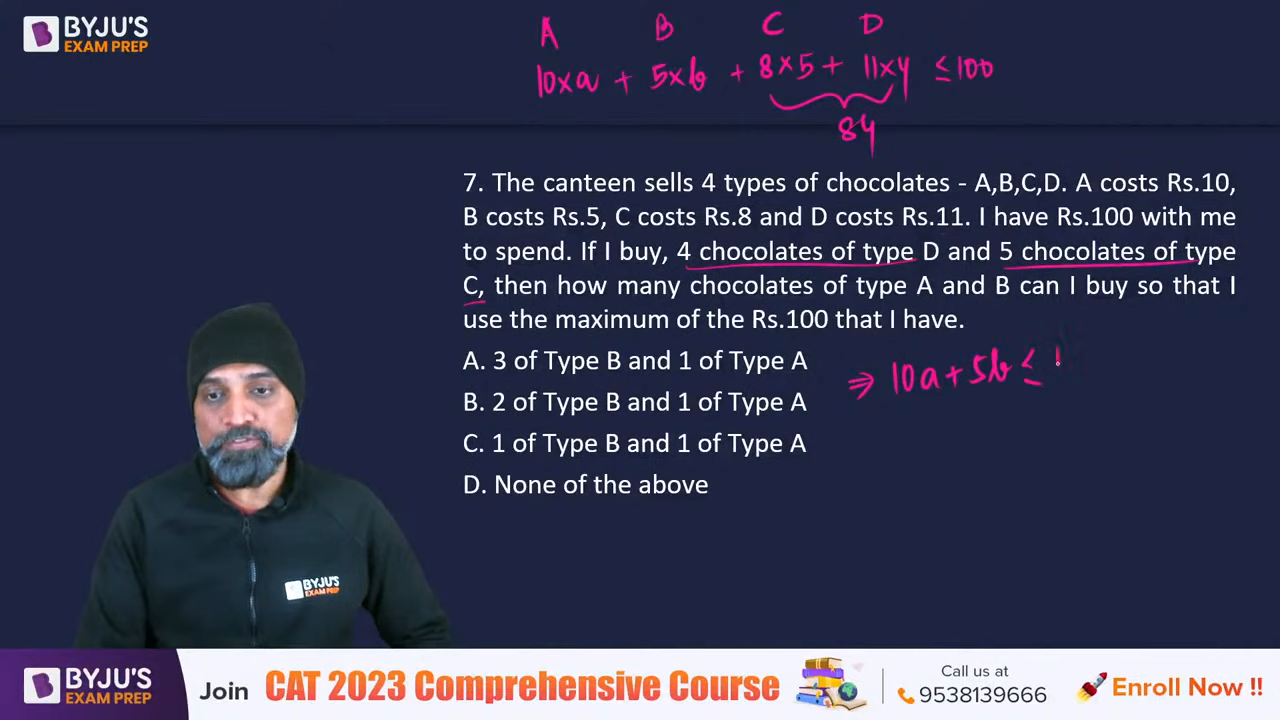 BYJU'S
EXAM PREP
A B C D
10×a + 5×b + 8×5 + 11×4 ≤100
84
7. The canteen sells 4 types of chocolates - A,B,C,D. A costs Rs.10,
B costs Rs.5, C costs Rs.8 and D costs Rs.11. I have Rs.100 with me
to spend. If I buy, 4 chocolates of type D and 5 chocolates of type
C, then how many chocolates of type A and B can I buy so that I
use the maximum of the Rs.100 that I have.
A. 3 of Type B and 1 of Type A
⇒ 10a+5b ≤ 1
B. 2 of Type B and 1 of Type A
C. 1 of Type B and 1 of Type A
D. None of the above
BYJU'S
EXAM PREP
BYJU'S
EXAM PREP
Join CAT 2023 Comprehensive Course
Call us at
9538139666
Enroll Now !!